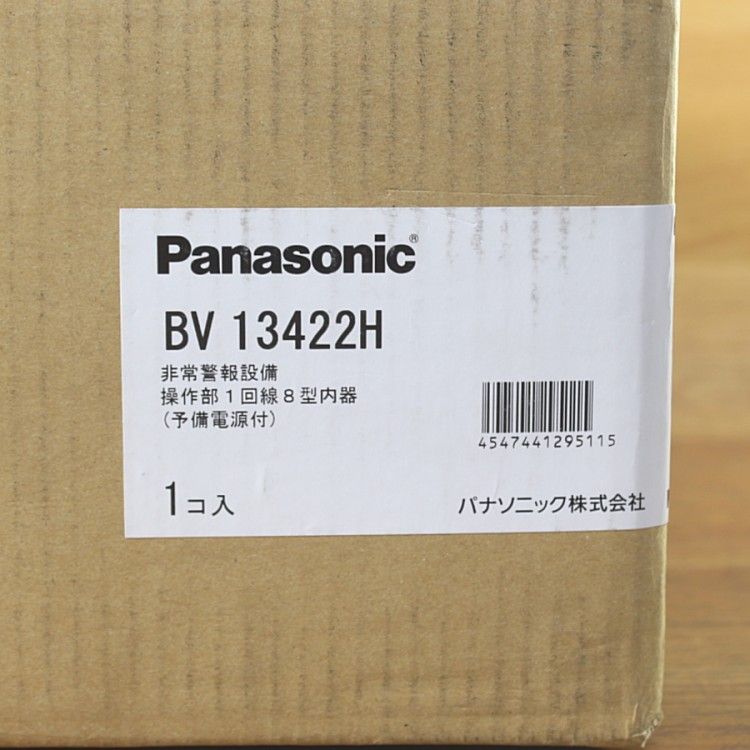 Panasonic®
BV 13422H
非常警報設備
操作部1回線8型内器
(予備電源付)
4547441295115
1コ入
パナソニック株式会社